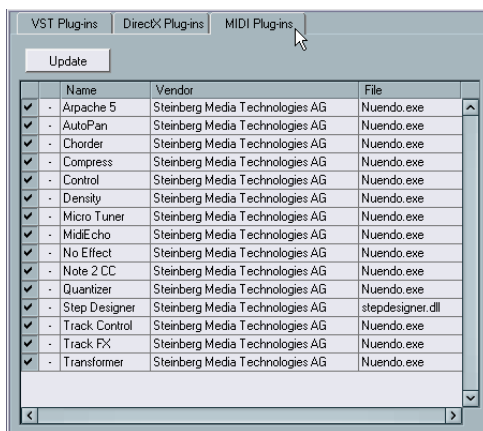 VST Plug-ins DirectX Plug-ins MIDI Plug-ins
Update
Name Vendor File
Arpache 5 Steinberg Media Technologies AG Nuendo.exe
AutoPan Steinberg Media Technologies AG Nuendo.exe
Chorder Steinberg Media Technologies AG Nuendo.exe
Compress Steinberg Media Technologies AG Nuendo.exe
Control Steinberg Media Technologies AG Nuendo.exe
Density Steinberg Media Technologies AG Nuendo.exe
Micro Tuner Steinberg Media Technologies AG Nuendo.exe
MidiEcho Steinberg Media Technologies AG Nuendo.exe
No Effect Steinberg Media Technologies AG Nuendo.exe
Note 2 CC Steinberg Media Technologies AG Nuendo.exe
Quantizer Steinberg Media Technologies AG Nuendo.exe
Step Designer Steinberg Media Technologies AG stepdesigner.dll
Track Control Steinberg Media Technologies AG Nuendo.exe
Track FX Steinberg Media Technologies AG Nuendo.exe
Transformer Steinberg Media Technologies AG Nuendo.exe